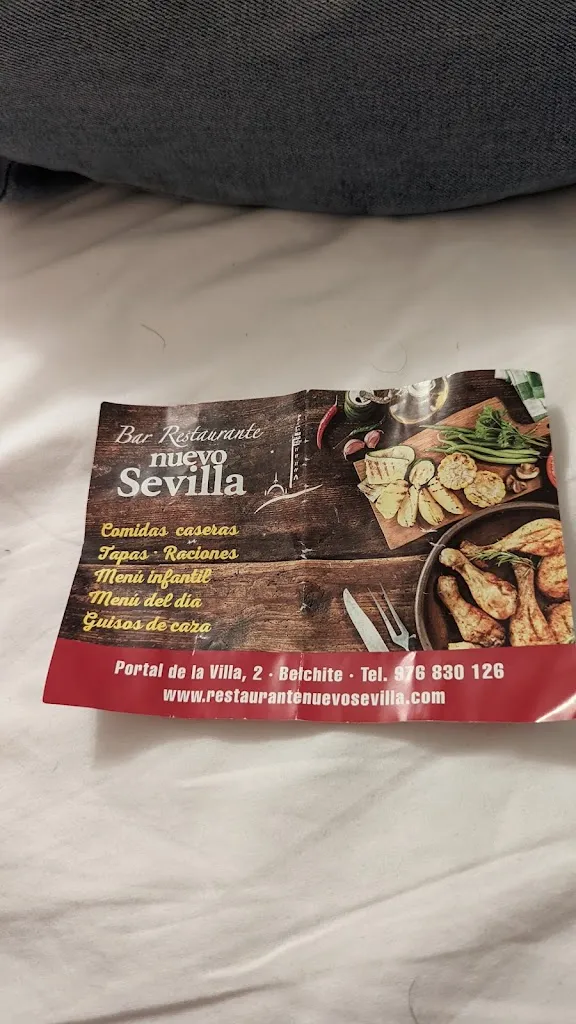 Bar Restaurante
nuevo
Sevilla
Comidas caseras
Tapas · Raciones
Menú infantil
Menú del día
Guisos de caza
Portal de la Villa, 2 · Belchite · Tel. 976 830 126
www.restaurantenuevosevilla.com